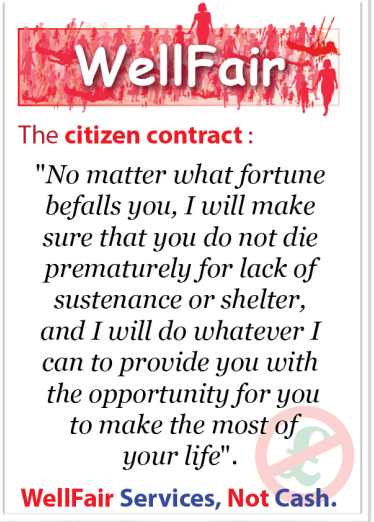 WellFair
The citizen contract :
"No matter what fortune
befalls you, I will make
sure that you do not die
prematurely for lack of
sustenance or shelter,
and I will do whatever I
can to provide you with
the opportunity for you
to make the most of
your life".
£
WellFair Services, Not Cash.